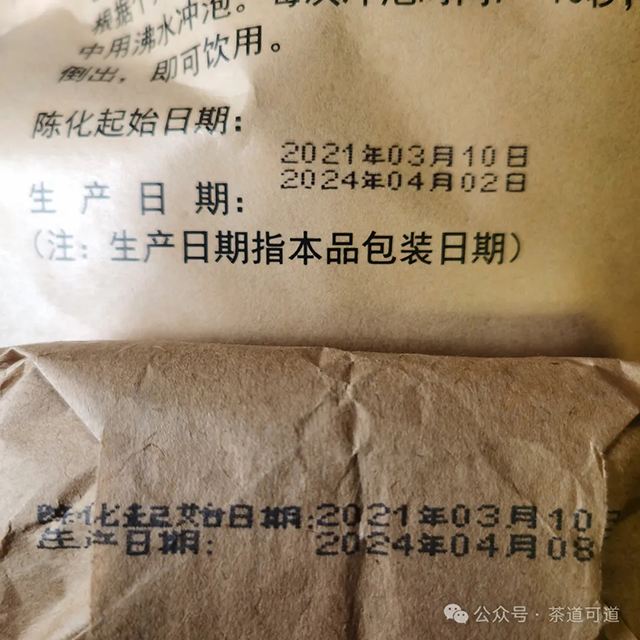 中用沸水冲泡。
倒出，即可饮用。
陈化起始日期：
2021年03月10日
2024年04月02日
生产日期：
（注：生产日期指本品包装日期）
陈化起始日期:2021年03月10
生产日期: 2024年04月08
公众号·茶道可道